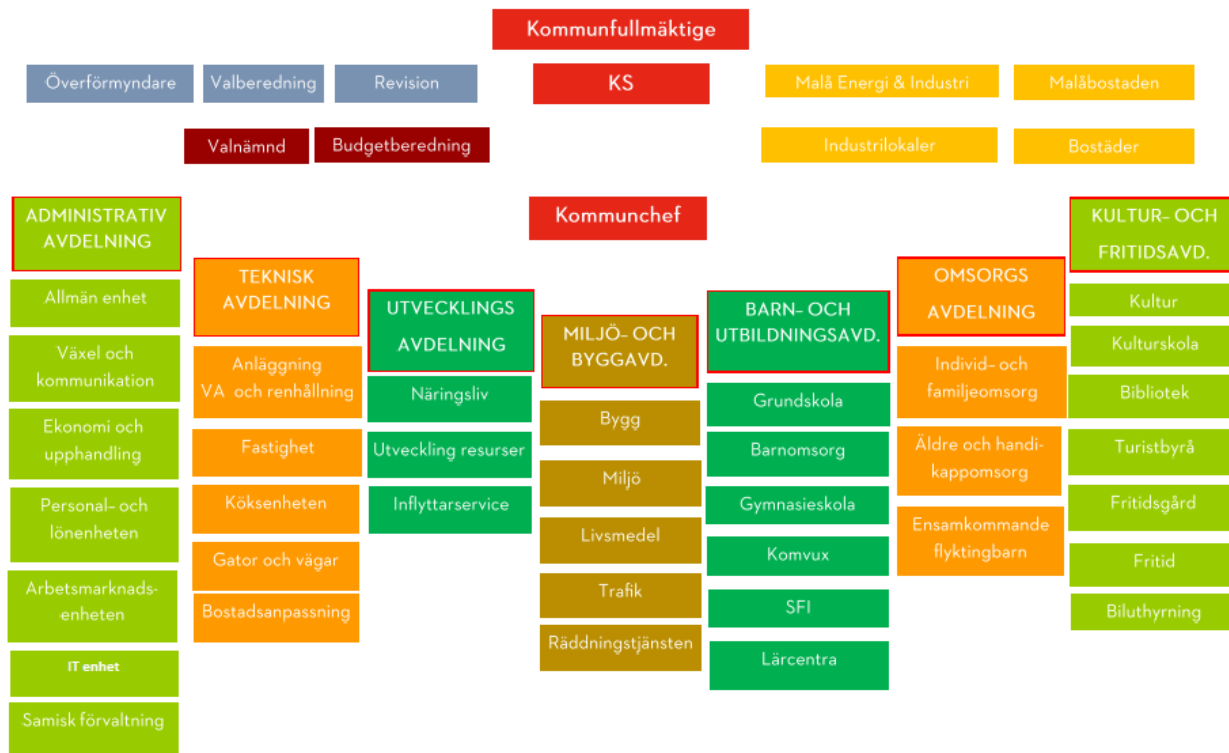 Kommunfullmäktige
Överförmyndare
Valberedning
Revision
KS
Malå Energi & Industri
Malåbostaden
Valnämnd
Budgetberedning
Industrilokaler
Bostäder
Kommunchef
ADMINISTRATIV
AVDELNING
Allmän enhet
Växel och
kommunikation
Ekonomi och
upphandling
Personal– och
lönenheten
Arbetsmarknads-
enheten
IT enhet
Samisk förvaltning
TEKNISK
AVDELNING
Anläggning
VA och renhållning
Fastighet
Köksenheten
Gator och vägar
Bostadsanpassning
UTVECKLINGS
AVDELNING
Näringsliv
Utveckling resurser
Inflyttarservice
MILJÖ– OCH
BYGGAVD.
Bygg
Miljö
Livsmedel
Trafik
Räddningstjänsten
BARN– OCH
UTBILDNINGSAVD.
Grundskola
Barnomsorg
Gymnasieskola
Komvux
SFI
Lärcentra
OMSORGS
AVDELNING
Individ– och
familjeomsorg
Äldre och handi-
kappomsorg
Ensamkommande
flyktingbarn
KULTUR– OCH
FRITIDSAVD.
Kultur
Kulturskola
Bibliotek
Turistbyrå
Fritidsgård
Fritid
Biluthyrning